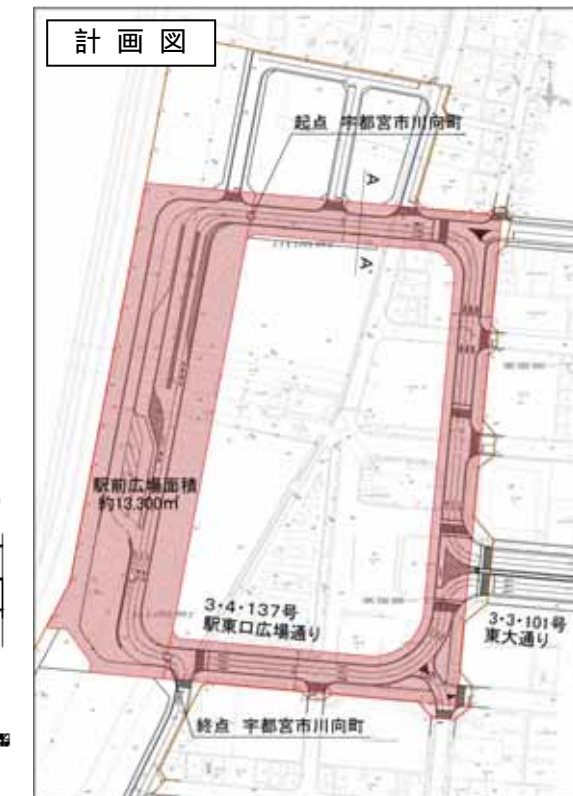 計画図
起点 宇都宮市川向町
A
A'
駅前広場面積
約13,300㎡
3・4・137号
駅東口広場通り
3・3・101号
東大通り
終点 宇都宮市川向町